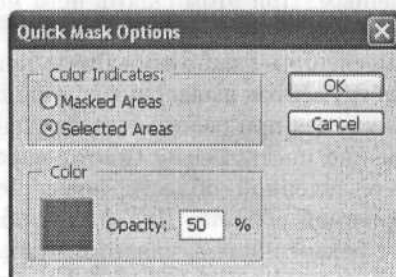 Quick Mask Options
Color Indicates:
Masked Areas
Selected Areas
OK
Cancel
Color
Opacity: 50 %